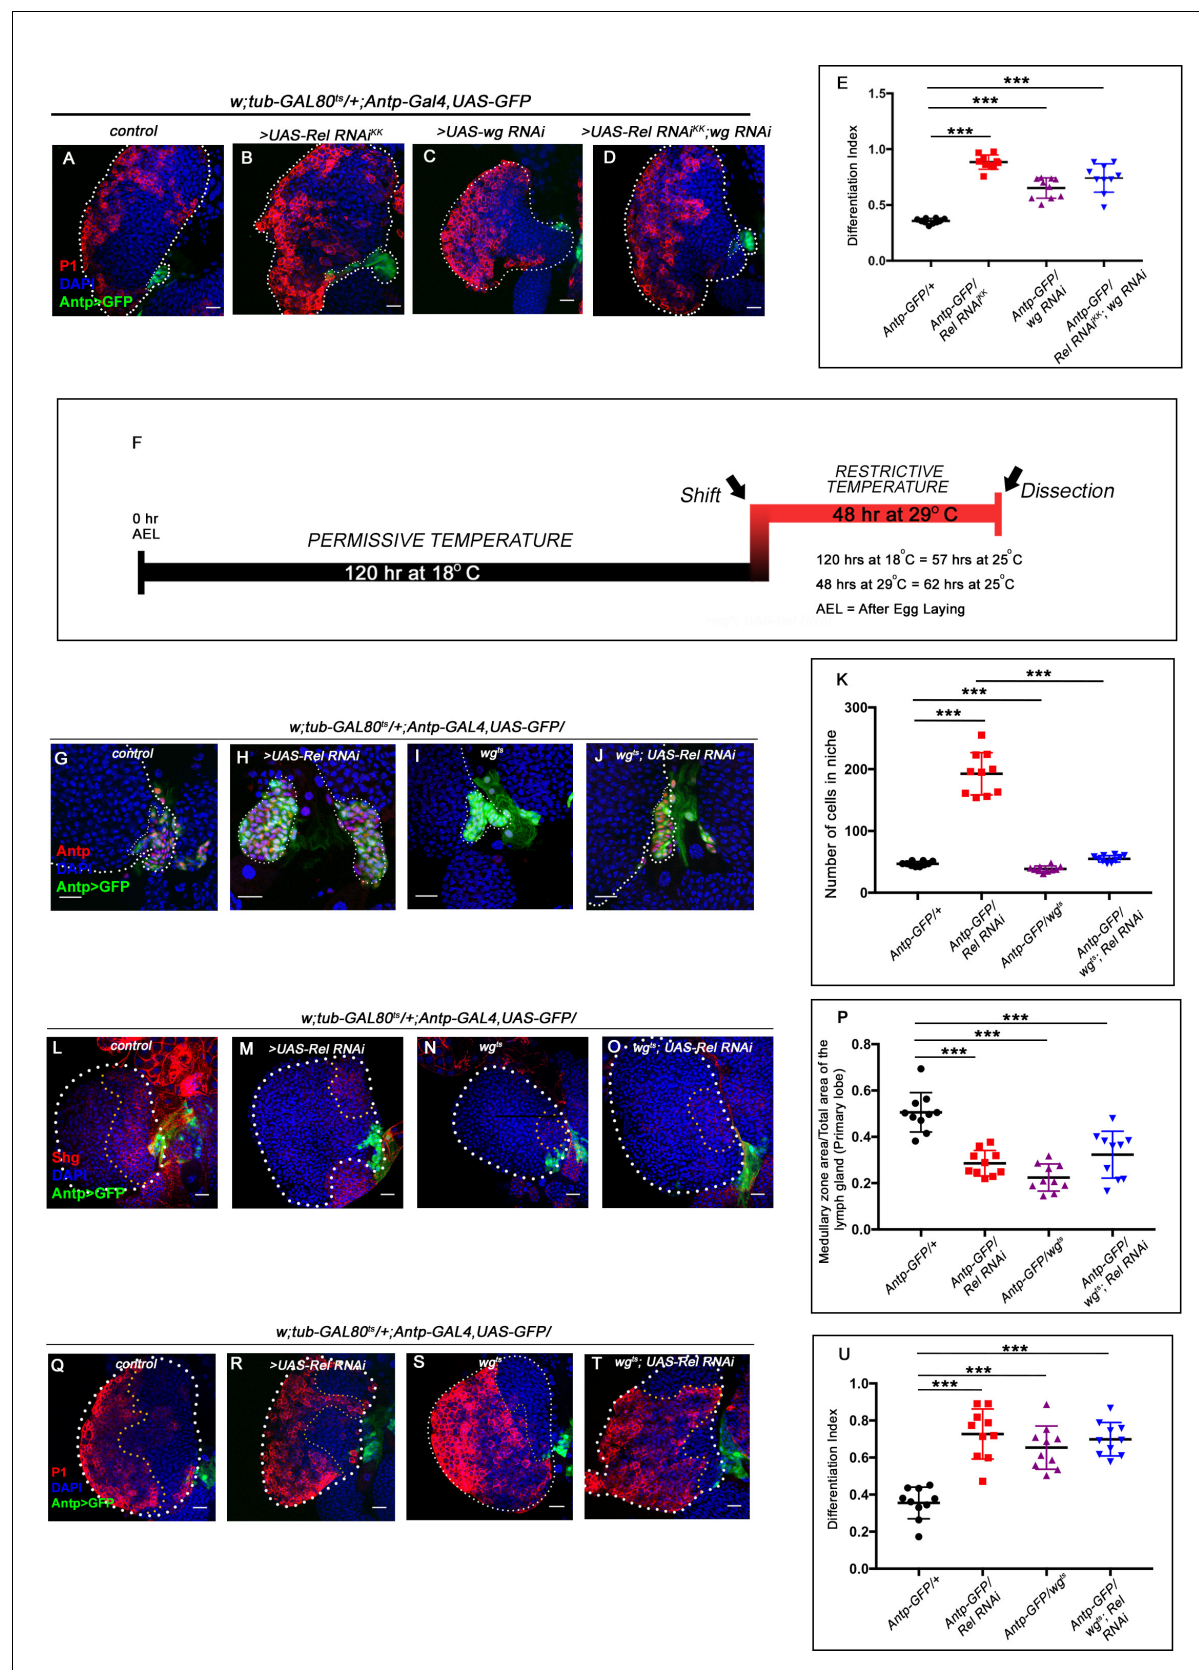 w;tub-GAL80ts/+;Antp-Gal4,UAS-GFP
control
>UAS-Rel RNAiKK
>UAS-wg RNAi
>UAS-Rel RNAiKK;wg RNAi
A
B
C
D
P1
DAPI
Antp>GFP
E
***
***
***
Differentiation Index
1.5
1.0
0.5
0.0
Antp-GFP/+
Antp-GFP/
Rel RNAiKK
Antp-GFP/
wg RNAi
Antp-GFP/
Rel RNAiKK; wg RNAi
F
0 hr
AEL
PERMISSIVE TEMPERATURE
120 hr at 18o C
Shift
RESTRICTIVE
TEMPERATURE
48 hr at 29o C
Dissection
120 hrs at 18oC = 57 hrs at 25oC
48 hrs at 29oC = 62 hrs at 25oC
AEL = After Egg Laying
w;tub-GAL80ts/+;Antp-GAL4,UAS-GFP/
G
control
H
>UAS-Rel RNAi
I
wgts
J
wgts; UAS-Rel RNAi
Antp
DAPI
Antp>GFP
K
***
***
***
Number of cells in niche
300
200
100
0
Antp-GFP/+
Antp-GFP/
Rel RNAi
Antp-GFP/wgts
Antp-GFP/
wgts; Rel RNAi
w;tub-GAL80ts/+;Antp-GAL4,UAS-GFP/
L
control
M
>UAS-Rel RNAi
N
wgts
O
wgts; UAS-Rel RNAi
Shg
DAPI
Antp>GFP
P
***
***
***
Medullary zone area/Total area of the
lymph gland (Primary lobe)
0.8
0.6
0.4
0.2
0.0
Antp-GFP/+
Antp-GFP/
Rel RNAi
Antp-GFP/wgts
Antp-GFP/
wgts; Rel RNAi
w;tub-GAL80ts/+;Antp-GAL4,UAS-GFP/
Q
control
R
>UAS-Rel RNAi
S
wgts
T
wgts; UAS-Rel RNAi
P1
DAPI
Antp>GFP
U
***
***
***
Differentiation Index
1.0
0.8
0.6
0.4
0.2
0.0
Antp-GFP/+
Antp-GFP/
Rel RNAi
Antp-GFP/wgts
Antp-GFP/
wgts; Rel
RNAi